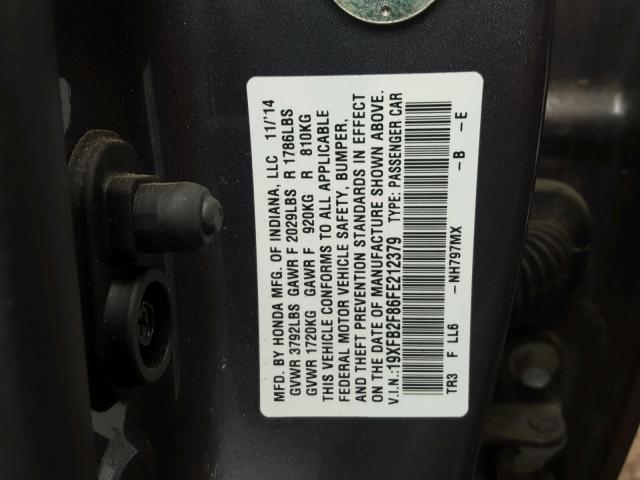 MFD. BY HONDA MFG. OF INDIANA, LLC 11/'14
GVWR 3792LBS GAWR F 2029LBS R 1786LBS
GVWR 1720KG GAWR F 920KG R 810KG
THIS VEHICLE CONFORMS TO ALL APPLICABLE
FEDERAL MOTOR VEHICLE SAFETY, BUMPER,
AND THEFT PREVENTION STANDARDS IN EFFECT
ON THE DATE OF MANUFACTURE SHOWN ABOVE.
V.I.N.:19XFB2F86FE212379 TYPE: PASSENGER CAR
TR3 F LL6 -NH797MX -B -E